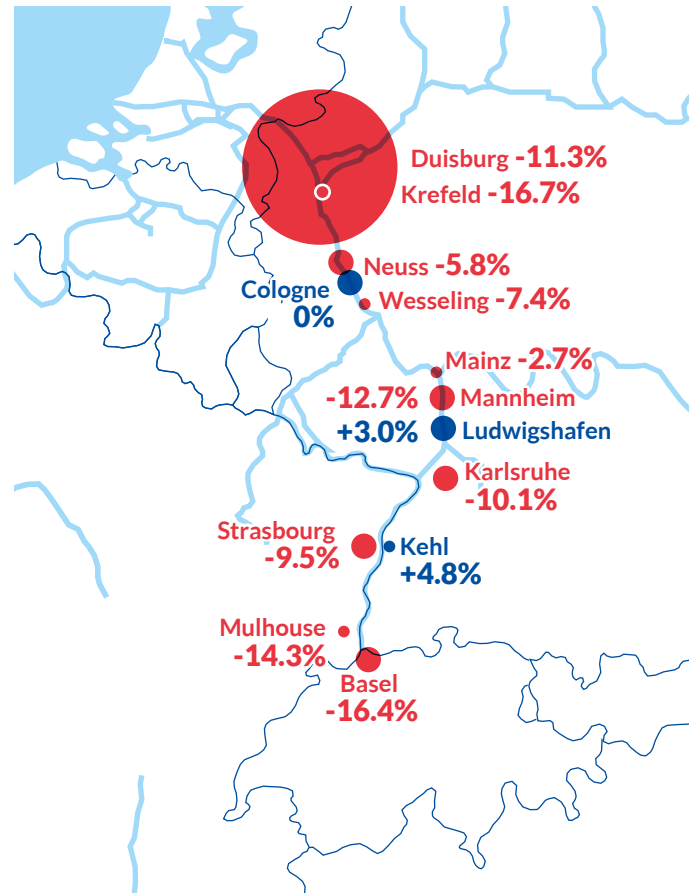 Duisburg -11.3%
Krefeld -16.7%
Neuss -5.8%
Cologne
0%
Wesseling -7.4%
Mainz -2.7%
-12.7% Mannheim
+3.0% Ludwigshafen
Karlsruhe
-10.1%
Strasbourg
-9.5%
Kehl
+4.8%
Mulhouse
-14.3%
Basel
-16.4%